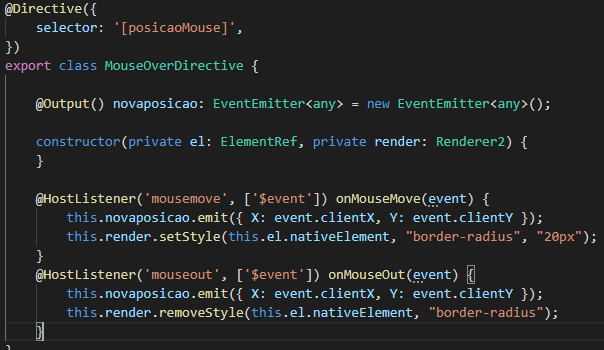 @Directive({
    selector: '[posicaoMouse]',
})
export class MouseOverDirective {
    @Output() novaposicao: EventEmitter<any> = new EventEmitter<any>();
    constructor(private el: ElementRef, private render: Renderer2) {
    }
    @HostListener('mousemove', ['$event']) onMouseMove(event) {
        this.novaposicao.emit({ X: event.clientX, Y: event.clientY });
        this.render.setStyle(this.el.nativeElement, "border-radius", "20px");
    }
    @HostListener('mouseout', ['$event']) onMouseOut(event) {
        this.novaposicao.emit({ X: event.clientX, Y: event.clientY });
        this.render.removeStyle(this.el.nativeElement, "border-radius");
    }
}